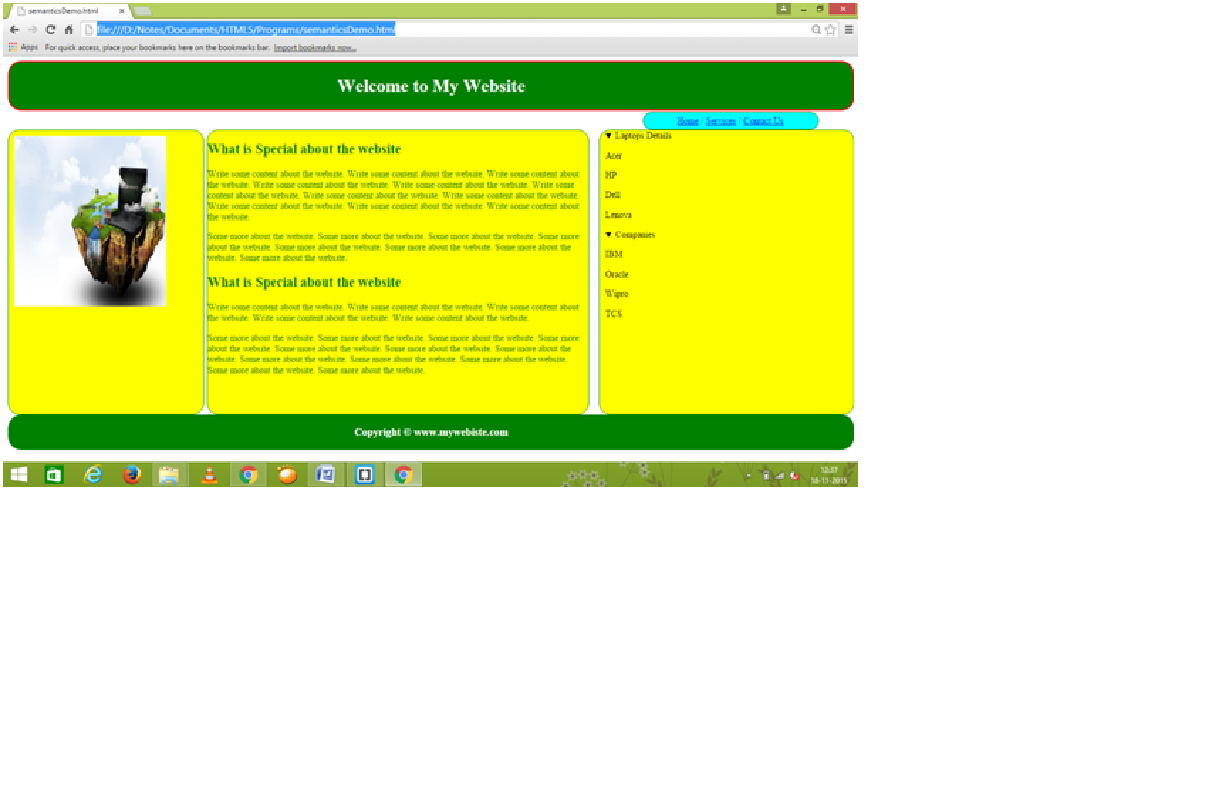 semanticsDemo.html
file:///D:/Notes/Documents/HTML5/Programs/semanticsDemo.html
Apps For quick access, place your bookmarks here on the bookmarks bar. Import bookmarks now...
Welcome to My Website
Home / Services / Contact Us
What is Special about the website
Write some content about the website. Write some content about the website. Write some content
about the website. Write some content about the website. Write some content about the website. Write some
content about the website. Write some content about the website. Write some content about the website.
Write some content about the website. Write some content about the website. Write some content about
the website.
Some more about the website. Some more about the website. Some more about the website. Some more
about the website. Some more about the website. Some more about the website. Some more about the
website. Some more about the website.
What is Special about the website
Write some content about the website. Write some content about the website. Write some content about
the website. Write some content about the website. Write some content about the website.
Some more about the website. Some more about the website. Some more about the website. Some more
about the website. Some more about the website. Some more about the website. Some more about the
website. Some more about the website. Some more about the website. Some more about the website.
Some more about the website. Some more about the website.
▼ Laptops Details
Acer
HP
Dell
Lenova
▼ Companies
IBM
Oracle
Wipro
TCS
Copyright © www.mywebiste.com
12:37
16-11-2015